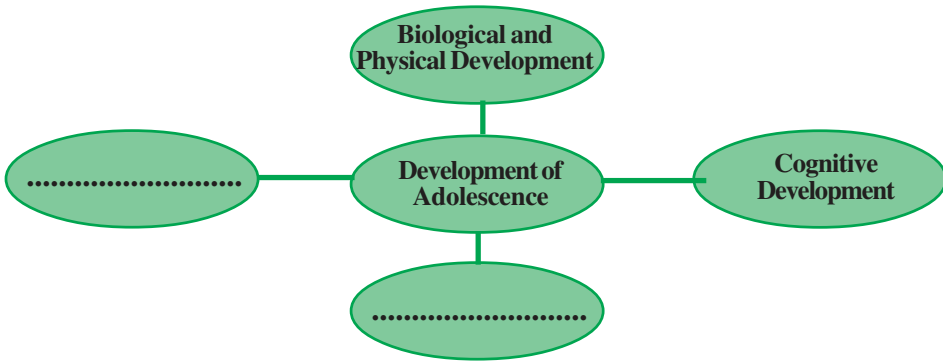 Biological and
Physical Development
............................
Development of
Adolescence
Cognitive
Development
............................